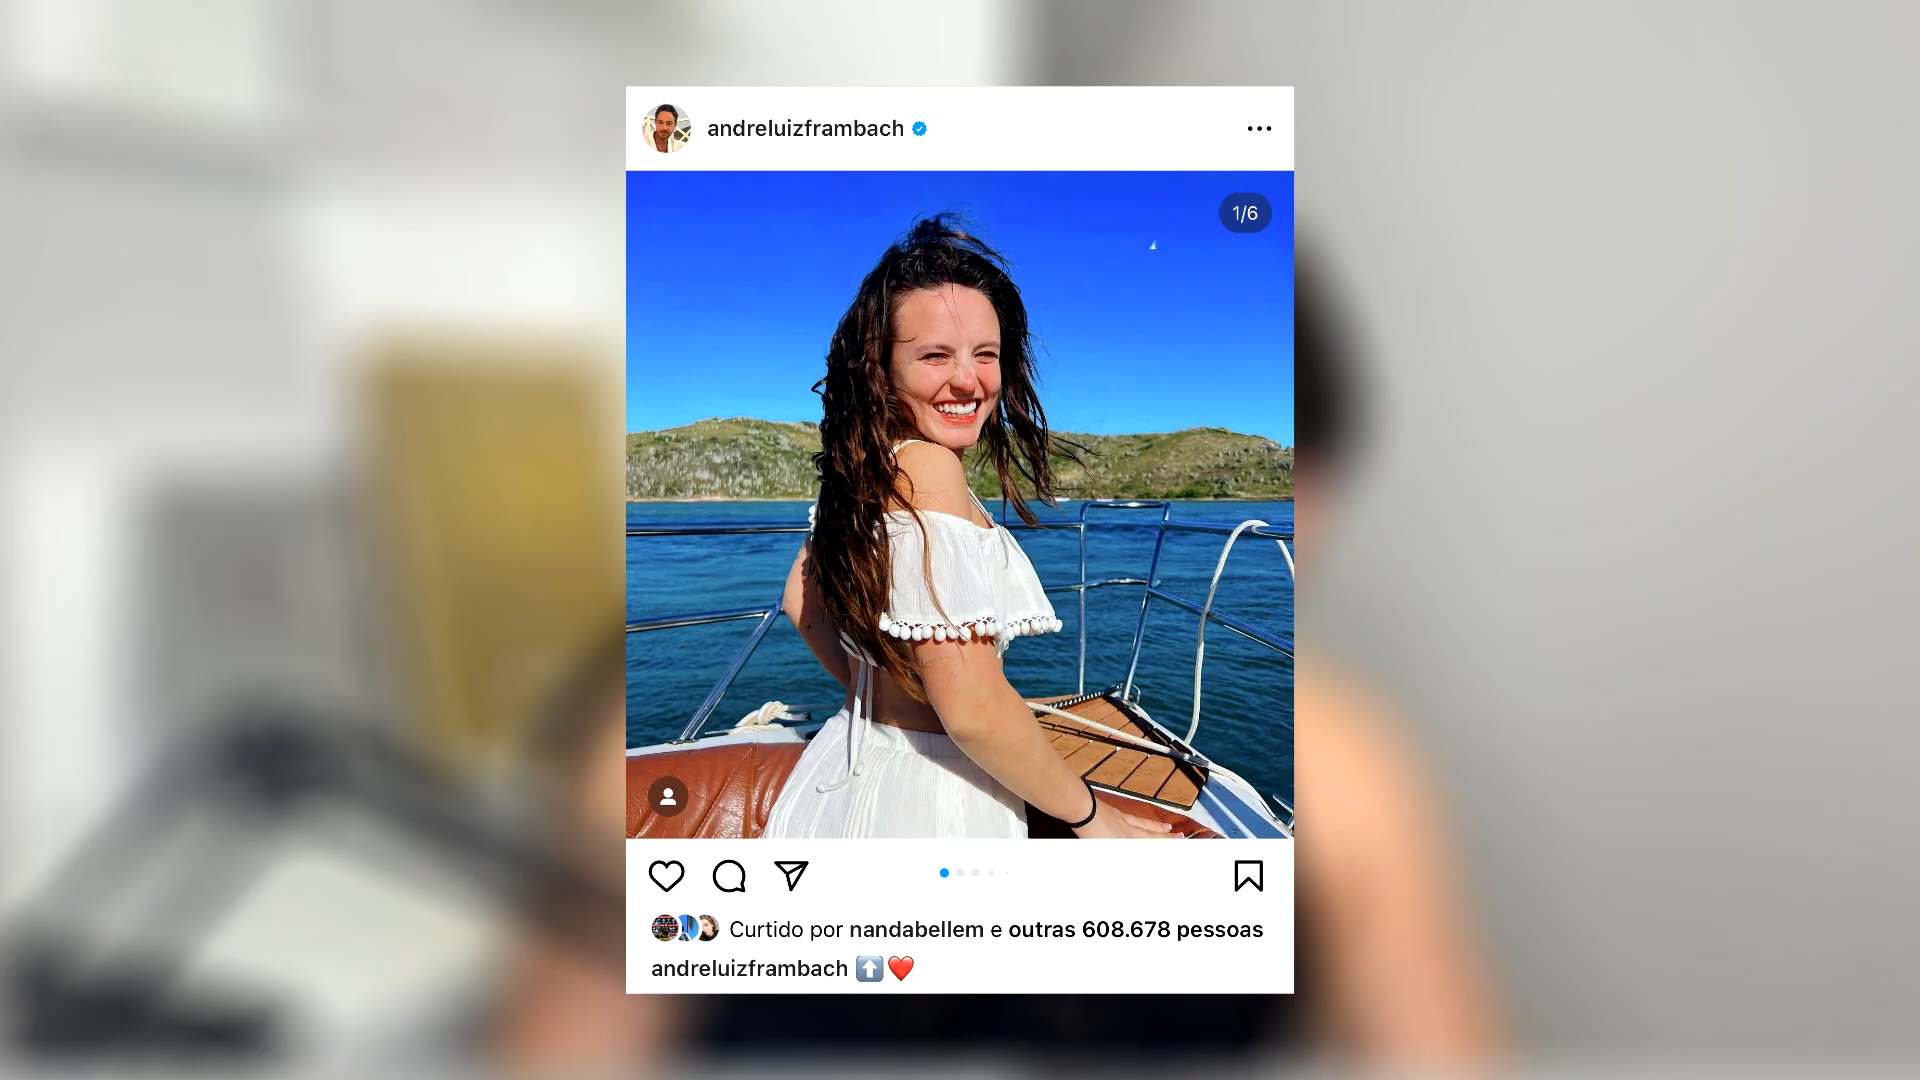 andreluizframbach
1/6
Curtido por nandabellem e outras 608.678 pessoas
andreluizframbach ⬆️❤️